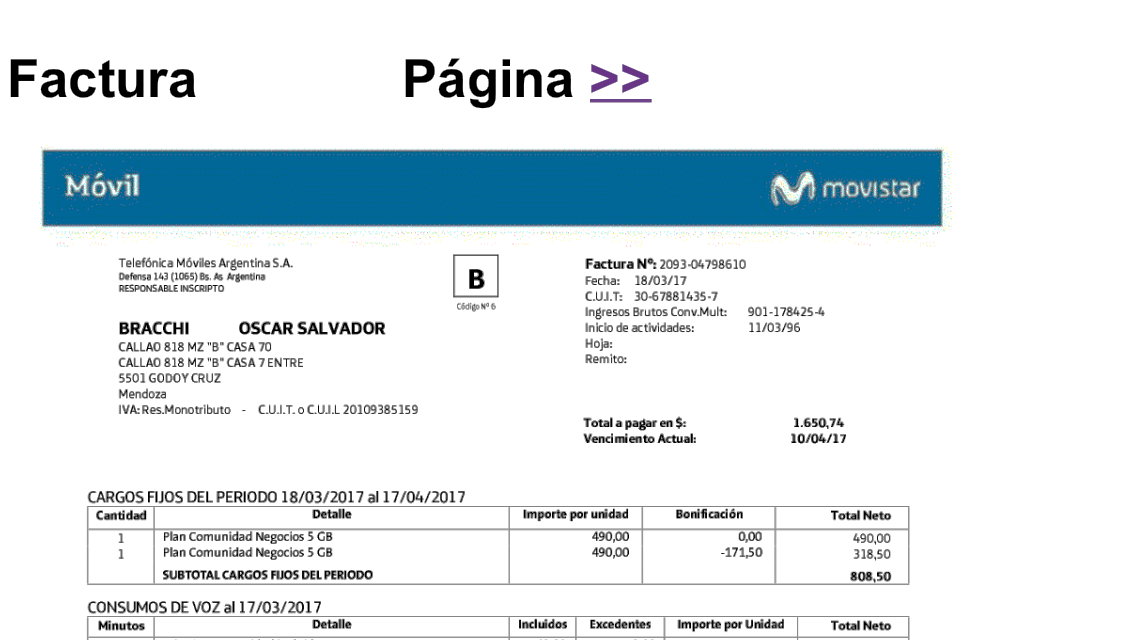 Factura Página >>
Móvil movistar
Telefónica Móviles Argentina S.A.
Defensa 143 (1065) Bs. As Argentina
RESPONSABLE INSCRIPTO
B
Código Nº 6
Factura Nº: 2093-04798610
Fecha: 18/03/17
C.U.I.T: 30-67881435-7
Ingresos Brutos Conv.Mult: 901-178425-4
Inicio de actividades: 11/03/96
Hoja:
Remito:
BRACCHI OSCAR SALVADOR
CALLAO 818 MZ "B" CASA 70
CALLAO 818 MZ "B" CASA 7 ENTRE
5501 GODOY CRUZ
Mendoza
IVA: Res.Monotributo - C.U.I.T. o C.U.I.L 20109385159
Total a pagar en $: 1.650,74
Vencimiento Actual: 10/04/17
CARGOS FIJOS DEL PERIODO 18/03/2017 al 17/04/2017
Cantidad Detalle Importe por unidad Bonificación Total Neto
1 Plan Comunidad Negocios 5 GB 490,00 0,00 490,00
1 Plan Comunidad Negocios 5 GB 490,00 -171,50 318,50
SUBTOTAL CARGOS FIJOS DEL PERIODO 808,50
CONSUMOS DE VOZ al 17/03/2017
Minutos Detalle Incluidos Excedentes Importe por Unidad Total Neto